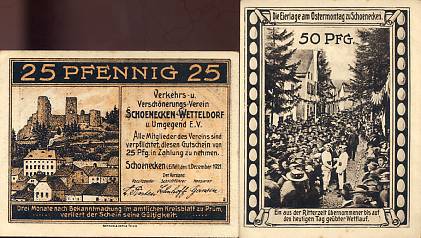 25 PFENNIG 25
Verkehrs- u.
Verschönerungs-Verein
SCHOENECKEN-WETTELDORF
u. Umgegend E.V.
Alle Mitglieder des Vereins sind
verpflichtet, diesen Gutschein von
25 Pfg. in Zahlung zu nehmen.
Schoenecken (Eifel) den 1. Dezember 1921.
Der Vorstand
Drei Monate nach Bekanntmachung im amtlichen Kreisblatt zu Prüm,
verliert der Schein seine Gültigkeit.
Die Eierlage am Ostermontag zu Schoenecken.
50 PFG.
Ein aus der Ritterzeit übernommener bis auf
den heutigen Tag geübter Wettlauf.